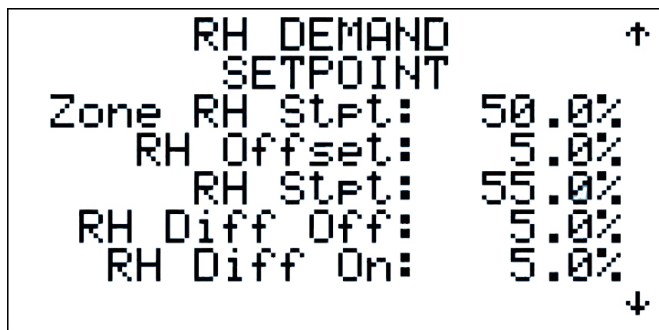 RH DEMAND ↑
SETPOINT
Zone RH Stpt: 50.0%
RH Offset: 5.0%
RH Stpt: 55.0%
RH Diff Off: 5.0%
RH Diff On: 5.0%
↓